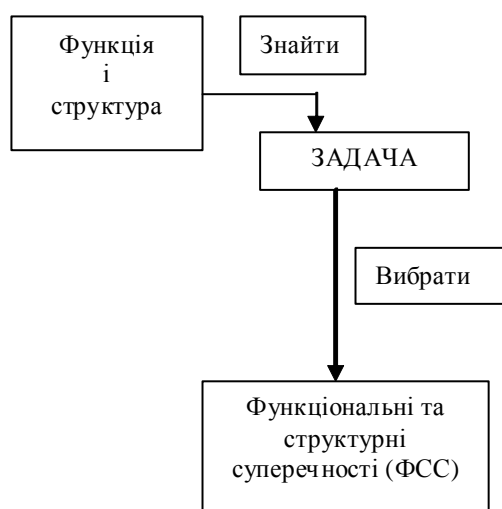 Функція
і
структура
Знайти
ЗАДАЧА
Вибрати
Функціональні та
структурні
суперечності (ФСС)